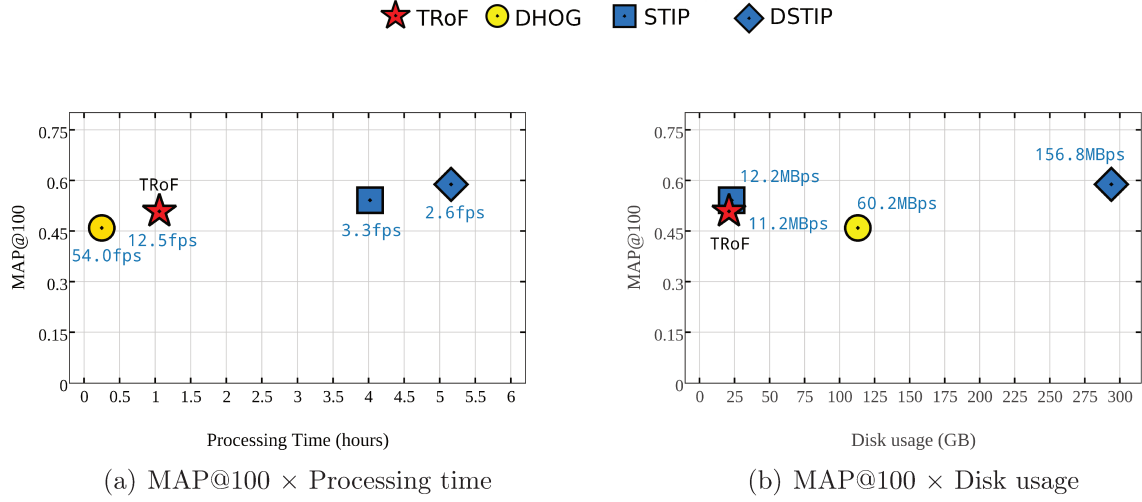 TRoF DHOG STIP DSTIP
MAP@100
0.75
0.6
0.45
0.3
0.15
0
TRoF
54.0fps
12.5fps
3.3fps
2.6fps
0 0.5 1 1.5 2 2.5 3 3.5 4 4.5 5 5.5 6
Processing Time (hours)
(a) MAP@100 × Processing time
MAP@100
0.75
0.6
0.45
0.3
0.15
0
156.8MBps
12.2MBps
60.2MBps
11.2MBps
TRoF
0 25 50 75 100 125 150 175 200 225 250 275 300
Disk usage (GB)
(b) MAP@100 × Disk usage